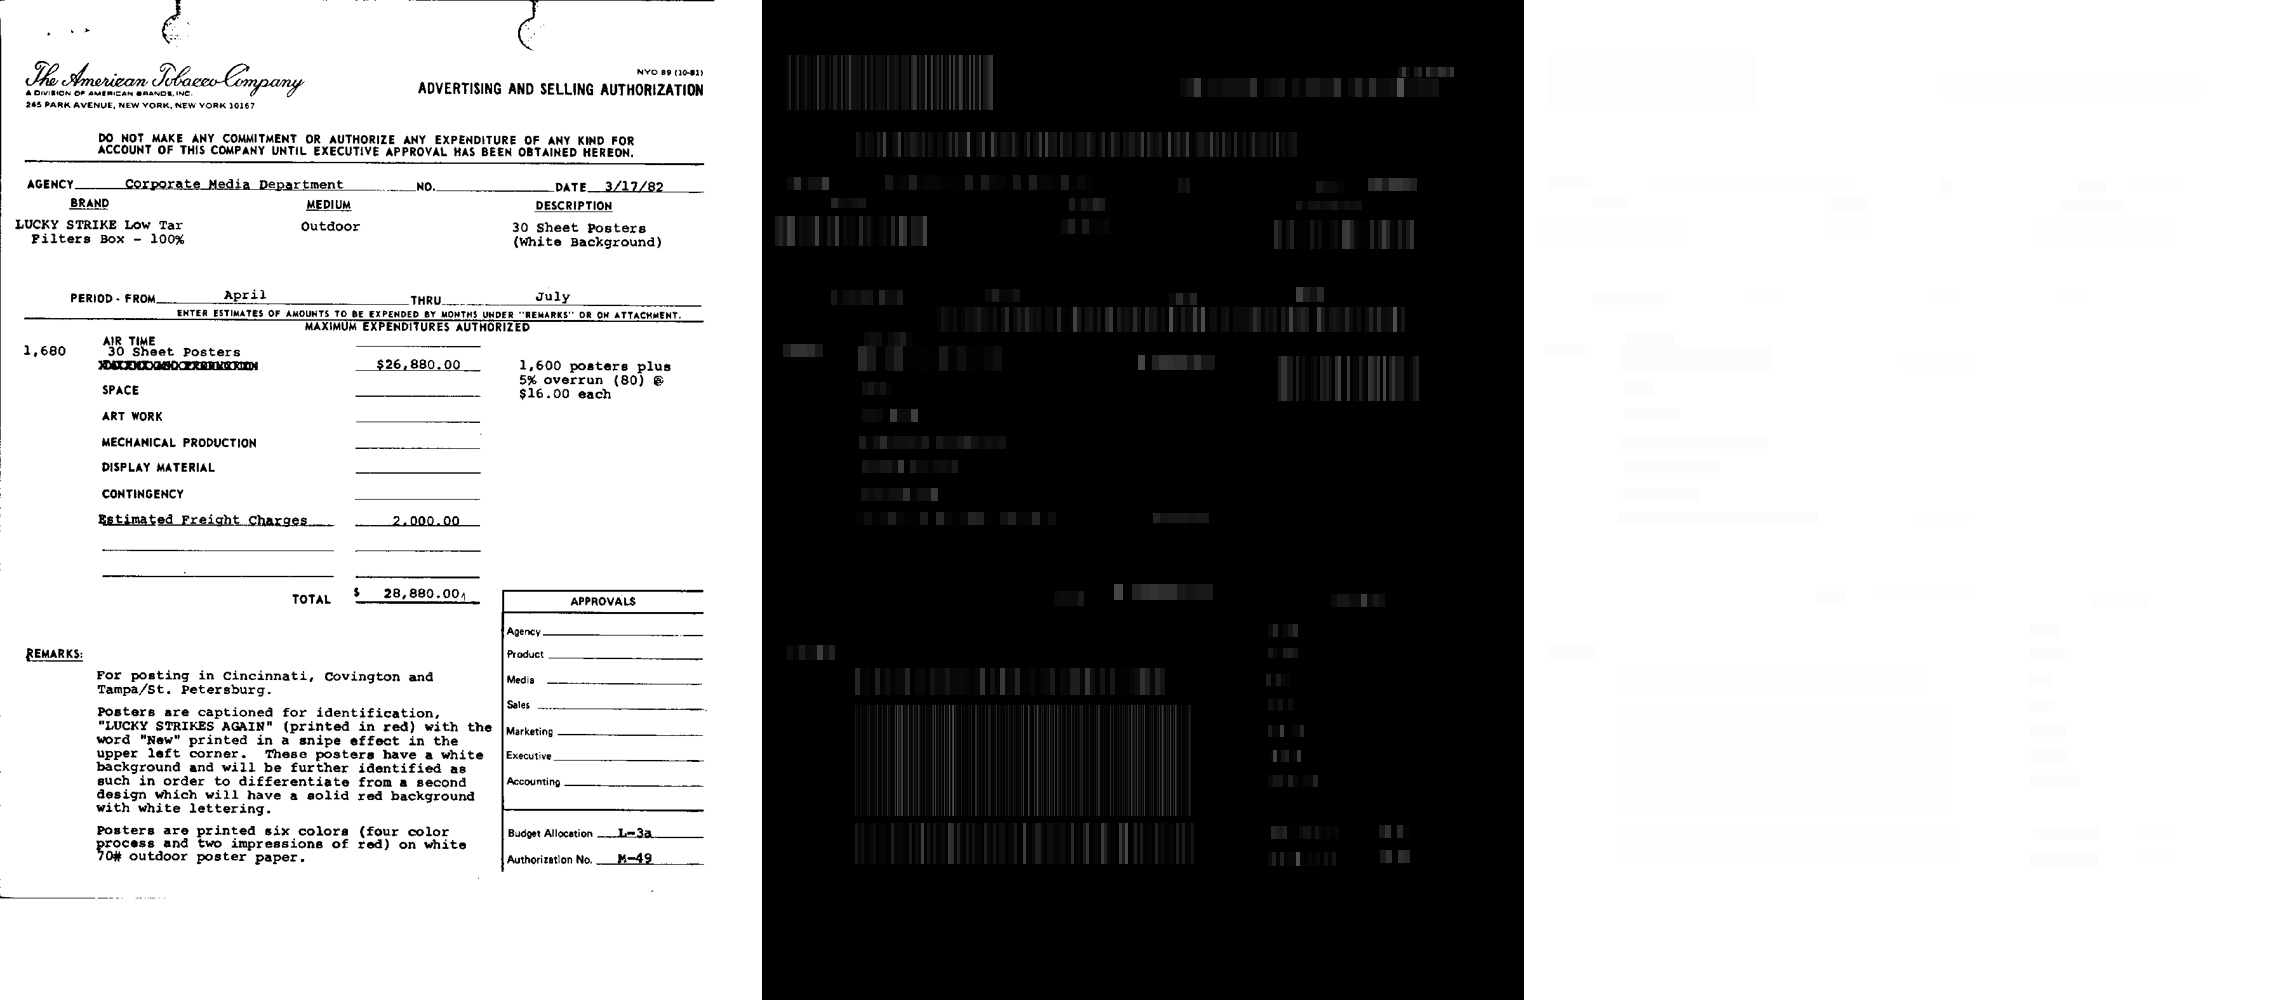 The American Tobacco Company
A DIVISION OF AMERICAN BRANDS, INC.
245 PARK AVENUE, NEW YORK, NEW YORK 10167
NYO 89 (10-81)
ADVERTISING AND SELLING AUTHORIZATION
DO NOT MAKE ANY COMMITMENT OR AUTHORIZE ANY EXPENDITURE OF ANY KIND FOR
ACCOUNT OF THIS COMPANY UNTIL EXECUTIVE APPROVAL HAS BEEN OBTAINED HEREON.
AGENCY Corporate Media Department NO. DATE 3/17/82
BRAND MEDIUM DESCRIPTION
LUCKY STRIKE Low Tar Outdoor 30 Sheet Posters
Filters Box - 100% (White Background)
PERIOD - FROM April THRU July
ENTER ESTIMATES OF AMOUNTS TO BE EXPENDED BY MONTHS UNDER "REMARKS" OR ON ATTACHMENT.
MAXIMUM EXPENDITURES AUTHORIZED
AIR TIME
1,680 30 Sheet Posters
$26,880.00 1,600 posters plus
5% overrun (80) @
$16.00 each
SPACE
ART WORK
MECHANICAL PRODUCTION
DISPLAY MATERIAL
CONTINGENCY
Estimated Freight Charges 2,000.00
TOTAL $ 28,880.00
APPROVALS
Agency
Product
Media
Sales
Marketing
Executive
Accounting
Budget Allocation L-3a
Authorization No. M-49
REMARKS:
For posting in Cincinnati, Covington and
Tampa/St. Petersburg.
Posters are captioned for identification,
"LUCKY STRIKES AGAIN" (printed in red) with the
word "New" printed in a snipe effect in the
upper left corner. These posters have a white
background and will be further identified as
such in order to differentiate from a second
design which will have a solid red background
with white lettering.
Posters are printed six colors (four color
process and two impressions of red) on white
70# outdoor poster paper.